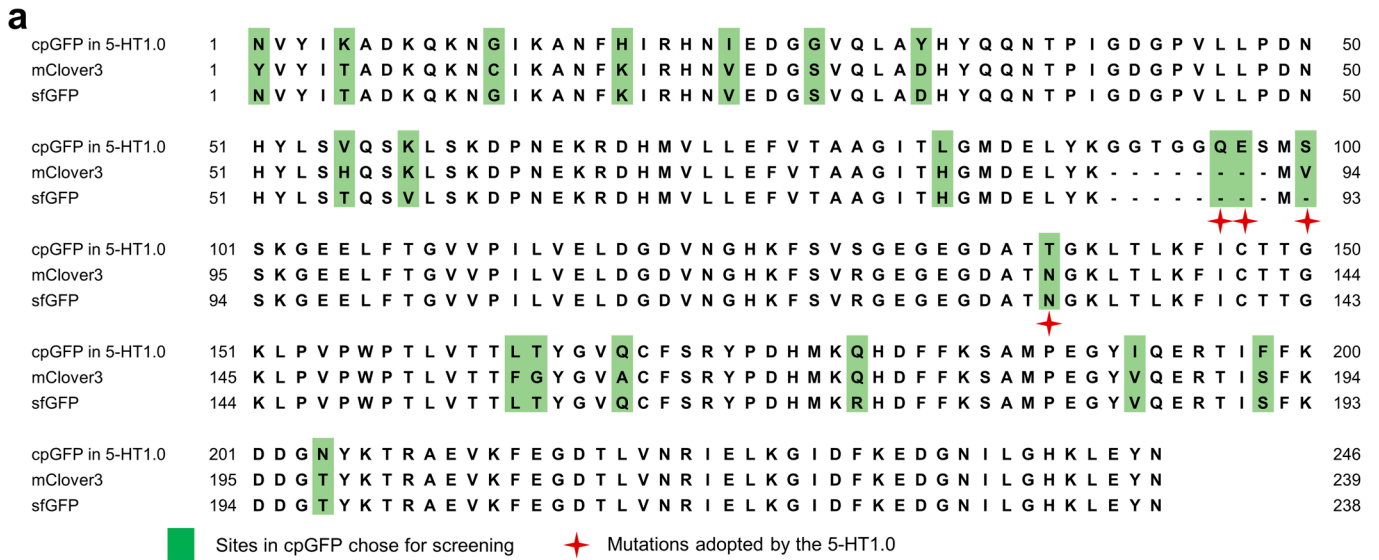 a
cpGFP in 5-HT1.0 1 N V Y I K A D K Q K N G I K A N F H I R H N I E D G G V Q L A Y H Y Q Q N T P I G D G P V L L P D N 50
mClover3 1 Y V Y I T A D K Q K N C I K A N F K I R H N V E D G S V Q L A D H Y Q Q N T P I G D G P V L L P D N 50
sfGFP 1 N V Y I T A D K Q K N G I K A N F K I R H N V E D G S V Q L A D H Y Q Q N T P I G D G P V L L P D N 50
cpGFP in 5-HT1.0 51 H Y L S V Q S K L S K D P N E K R D H M V L L E F V T A A G I T L G M D E L Y K G G T G G Q E S M S 100
mClover3 51 H Y L S H Q S K L S K D P N E K R D H M V L L E F V T A A G I T H G M D E L Y K - - - - - - - - M V 94
sfGFP 51 H Y L S T Q S V L S K D P N E K R D H M V L L E F V T A A G I T H G M D E L Y K - - - - - - - - M - 93
cpGFP in 5-HT1.0 101 S K G E E L F T G V V P I L V E L D G D V N G H K F S V S G E G E G D A T T G K L T L K F I C T T G 150
mClover3 95 S K G E E L F T G V V P I L V E L D G D V N G H K F S V R G E G E G D A T N G K L T L K F I C T T G 144
sfGFP 94 S K G E E L F T G V V P I L V E L D G D V N G H K F S V R G E G E G D A T N G K L T L K F I C T T G 143
cpGFP in 5-HT1.0 151 K L P V P W P T L V T T L T Y G V Q C F S R Y P D H M K Q H D F F K S A M P E G Y I Q E R T I F F K 200
mClover3 145 K L P V P W P T L V T T F G Y G V A C F S R Y P D H M K Q H D F F K S A M P E G Y V Q E R T I S F K 194
sfGFP 144 K L P V P W P T L V T T L T Y G V Q C F S R Y P D H M K R H D F F K S A M P E G Y V Q E R T I S F K 193
cpGFP in 5-HT1.0 201 D D G N Y K T R A E V K F E G D T L V N R I E L K G I D F K E D G N I L G H K L E Y N 246
mClover3 195 D D G T Y K T R A E V K F E G D T L V N R I E L K G I D F K E D G N I L G H K L E Y N 239
sfGFP 194 D D G T Y K T R A E V K F E G D T L V N R I E L K G I D F K E D G N I L G H K L E Y N 238
Sites in cpGFP chose for screening Mutations adopted by the 5-HT1.0